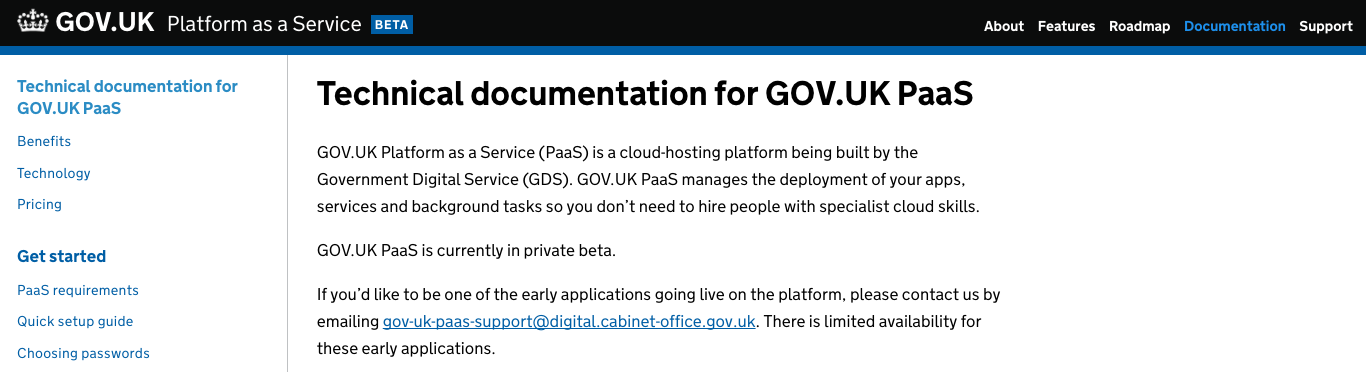 GOV.UK Platform as a Service BETA
About Features Roadmap Documentation Support
Technical documentation for
GOV.UK PaaS
Benefits
Technology
Pricing
Get started
PaaS requirements
Quick setup guide
Choosing passwords
Technical documentation for GOV.UK PaaS
GOV.UK Platform as a Service (PaaS) is a cloud-hosting platform being built by the
Government Digital Service (GDS). GOV.UK PaaS manages the deployment of your apps,
services and background tasks so you don’t need to hire people with specialist cloud skills.
GOV.UK PaaS is currently in private beta.
If you’d like to be one of the early applications going live on the platform, please contact us by
emailing gov-uk-paas-support@digital.cabinet-office.gov.uk. There is limited availability for
these early applications.